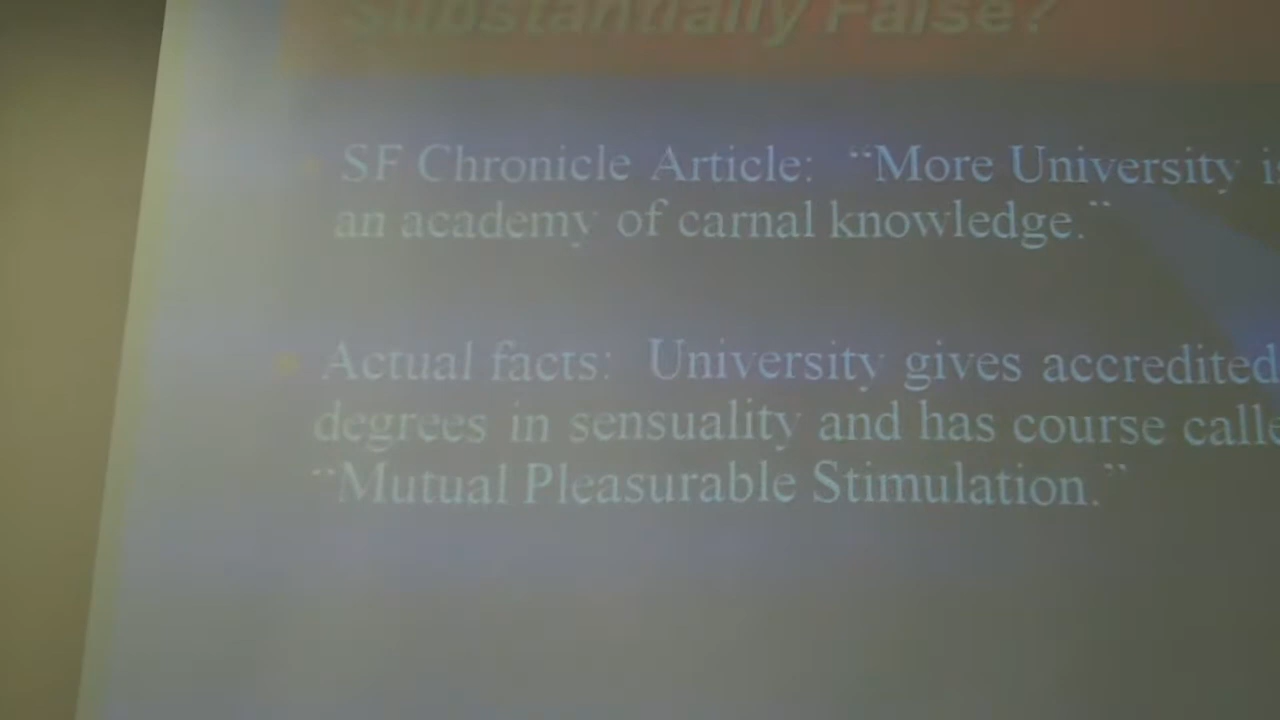 Substantially False?
SF Chronicle Article: “More University
an academy of carnal knowledge.”
Actual facts: University gives accredited
degrees in sensuality and has course
“Mutual Pleasurable Stimulation.”